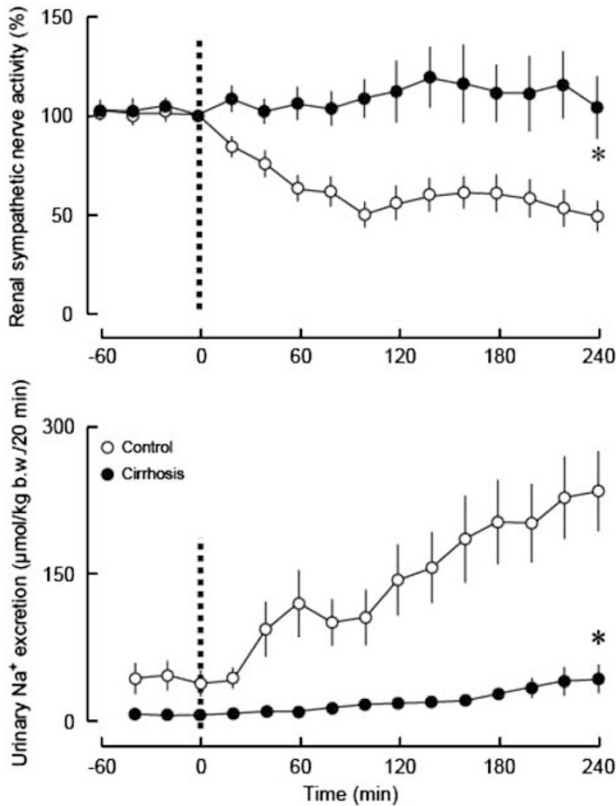 Renal sympathetic nerve activity (%)
150
100
50
0
*
-60 0 60 120 180 240
Urinary Na⁺ excretion (µmol/kg b.w./20 min)
300
150
0
Control
Cirrhosis
*
-60 0 60 120 180 240
Time (min)